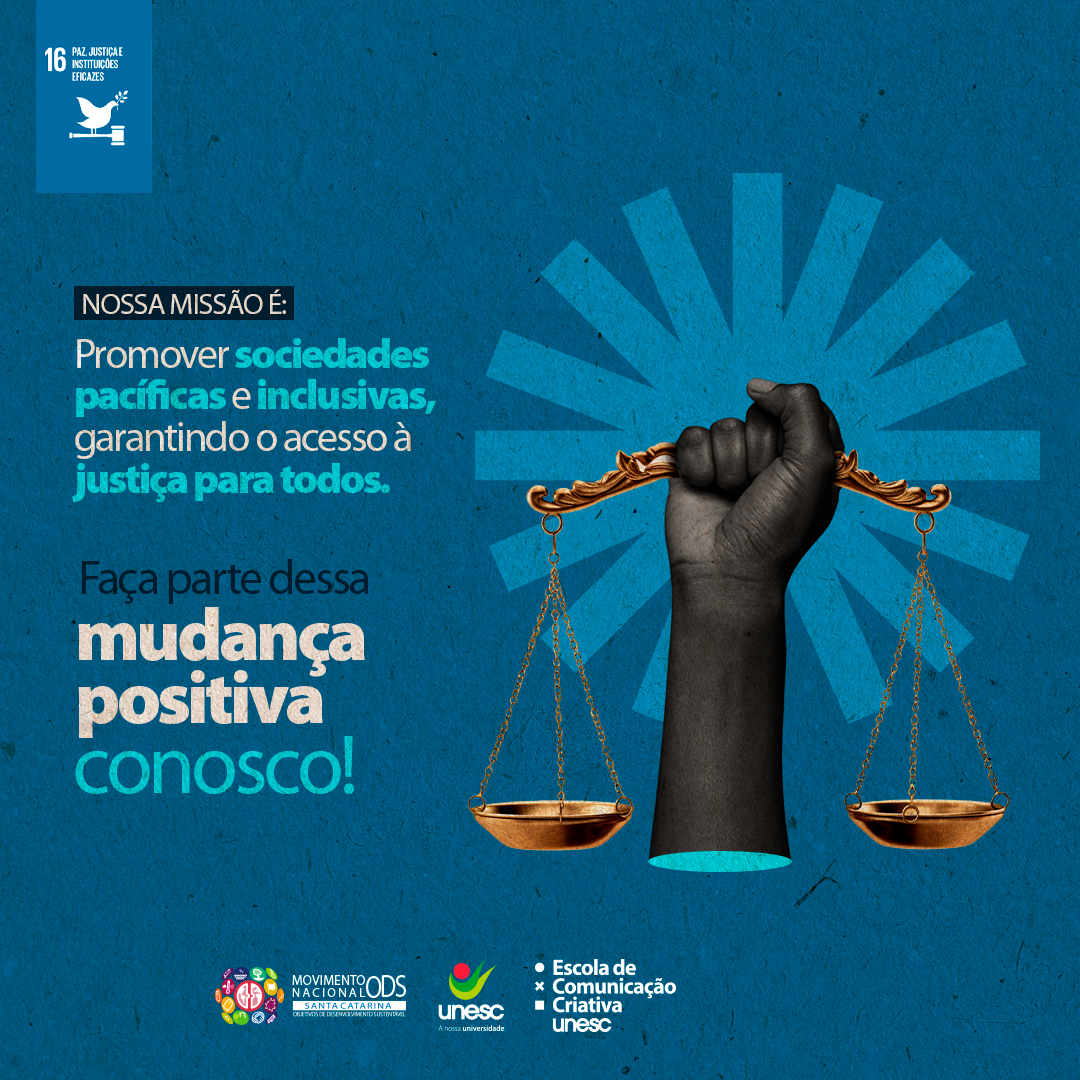 16 PAZ, JUSTIÇA E
INSTITUIÇÕES
EFICAZES
NOSSA MISSÃO É:
Promover sociedades
pacíficas e inclusivas,
garantindo o acesso à
justiça para todos.
Faça parte dessa
mudança
positiva
conosco!
MOVIMENTO
NACIONAL ODS
SANTA CATARINA
OBJETIVOS DE DESENVOLVIMENTO SUSTENTÁVEL
unesc
A nossa universidade
Escola de
Comunicação
Criativa
unesc